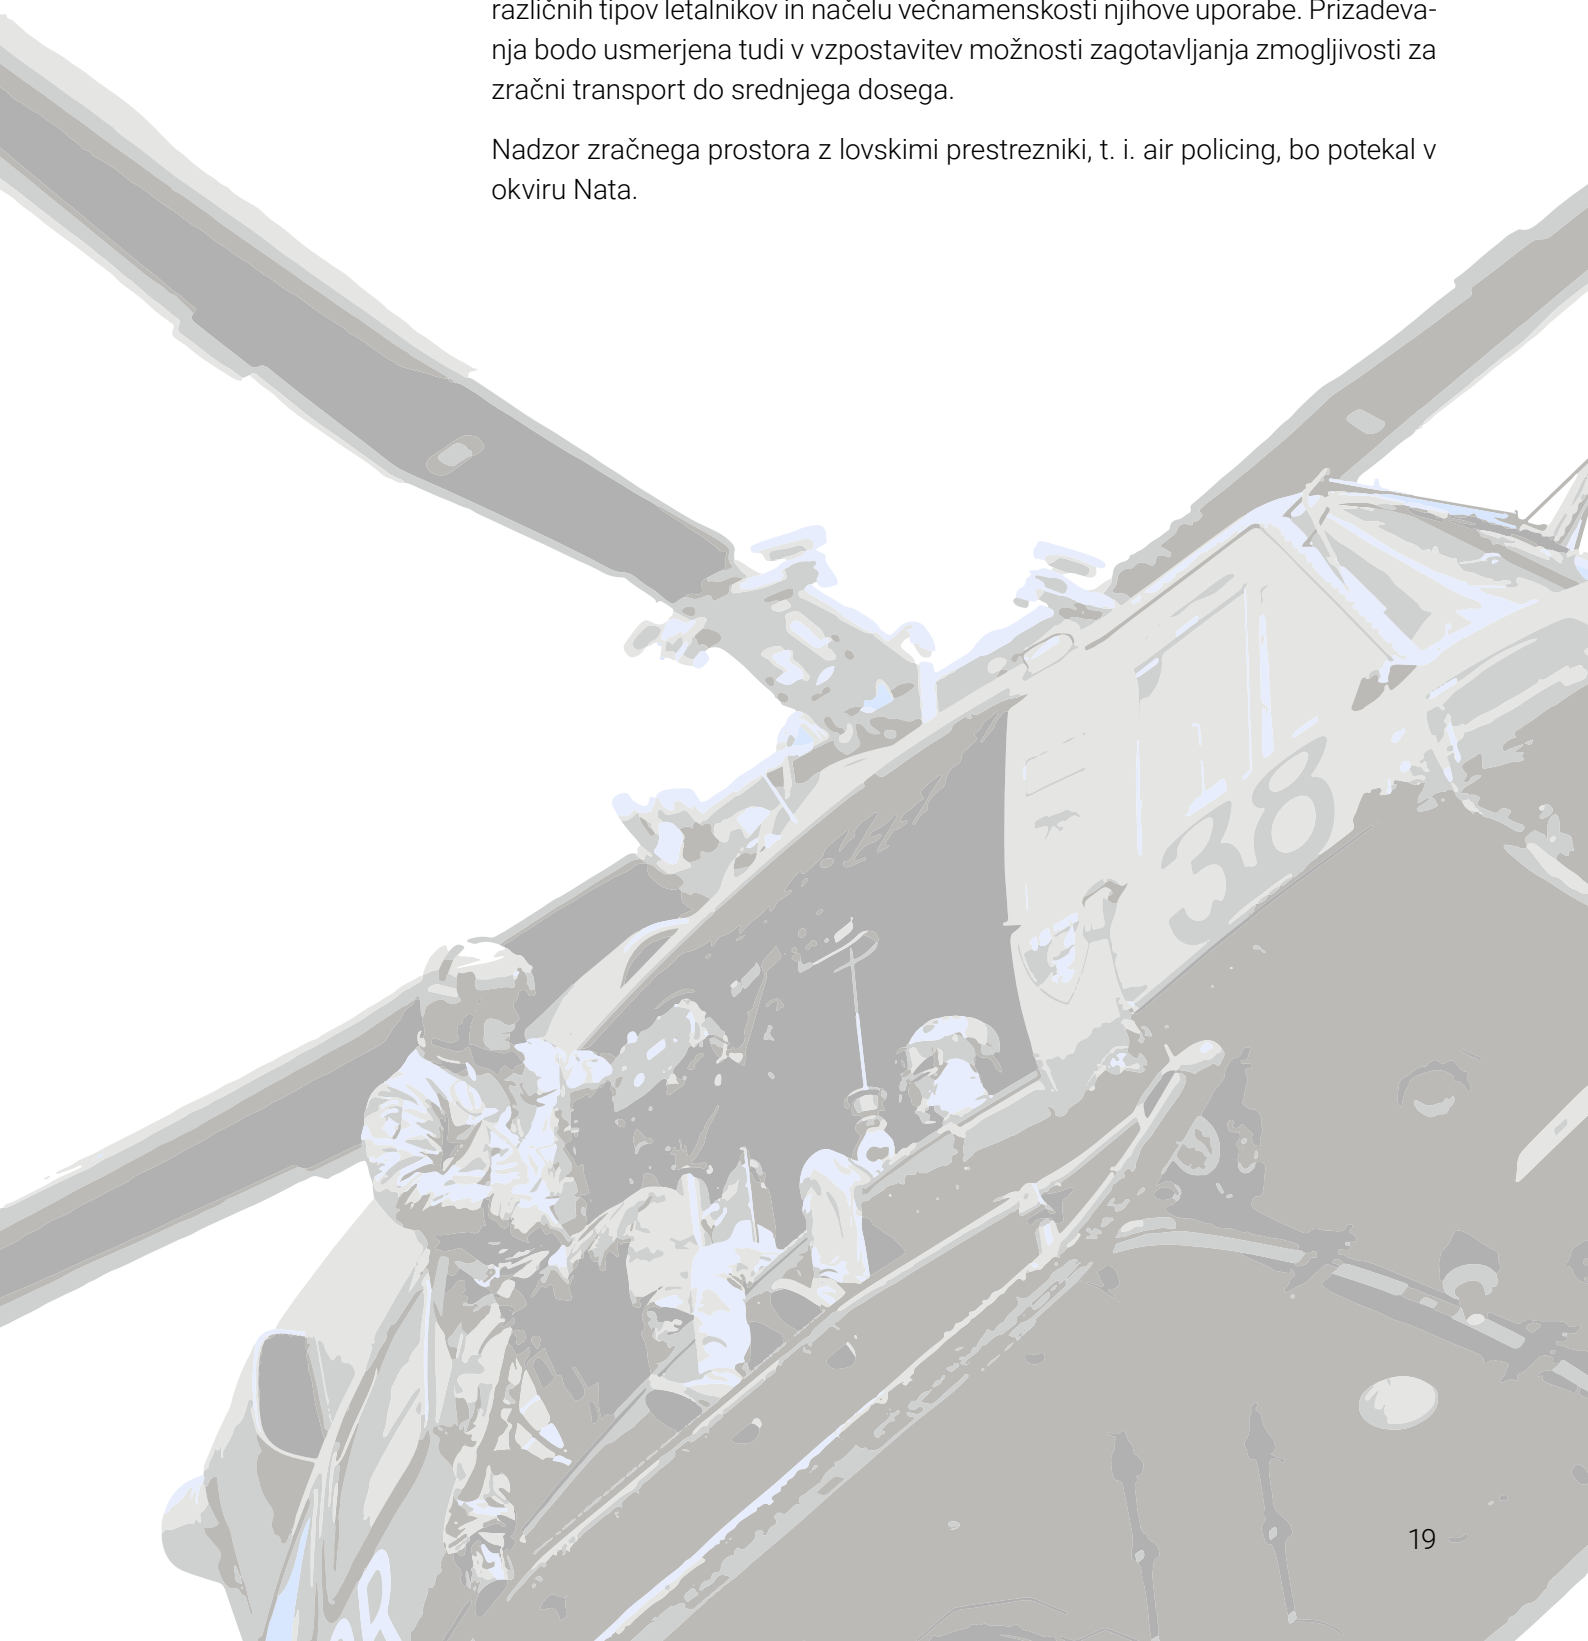 različnih tipov letalnikov in načelu večnamenskosti njihove uporabe. Prizadeva-
nja bodo usmerjena tudi v vzpostavitev možnosti zagotavljanja zmogljivosti za
zračni transport do srednjega dosega.
Nadzor zračnega prostora z lovskimi prestrezniki, t. i. air policing, bo potekal v
okviru Nata.
38
19